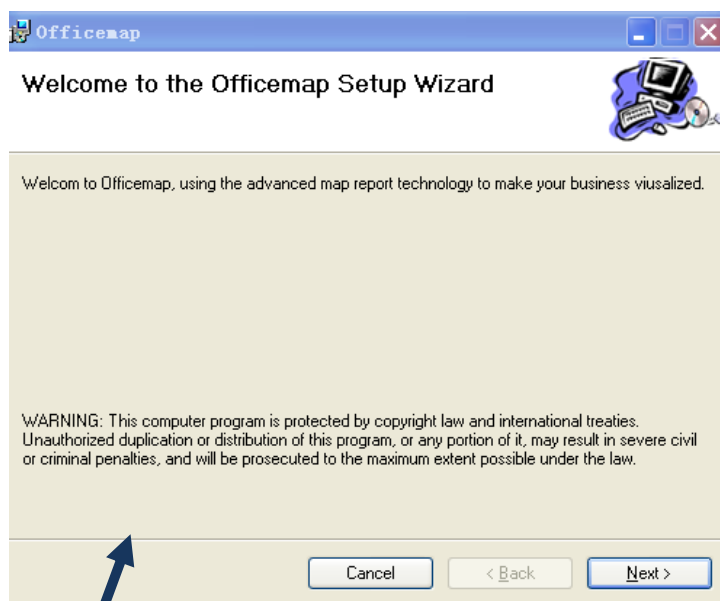 Officemap
Welcome to the Officemap Setup Wizard
Welcom to Officemap, using the advanced map report technology to make your business viusalized.
WARNING: This computer program is protected by copyright law and international treaties.
Unauthorized duplication or distribution of this program, or any portion of it, may result in severe civil
or criminal penalties, and will be prosecuted to the maximum extent possible under the law.
Cancel < Back Next >